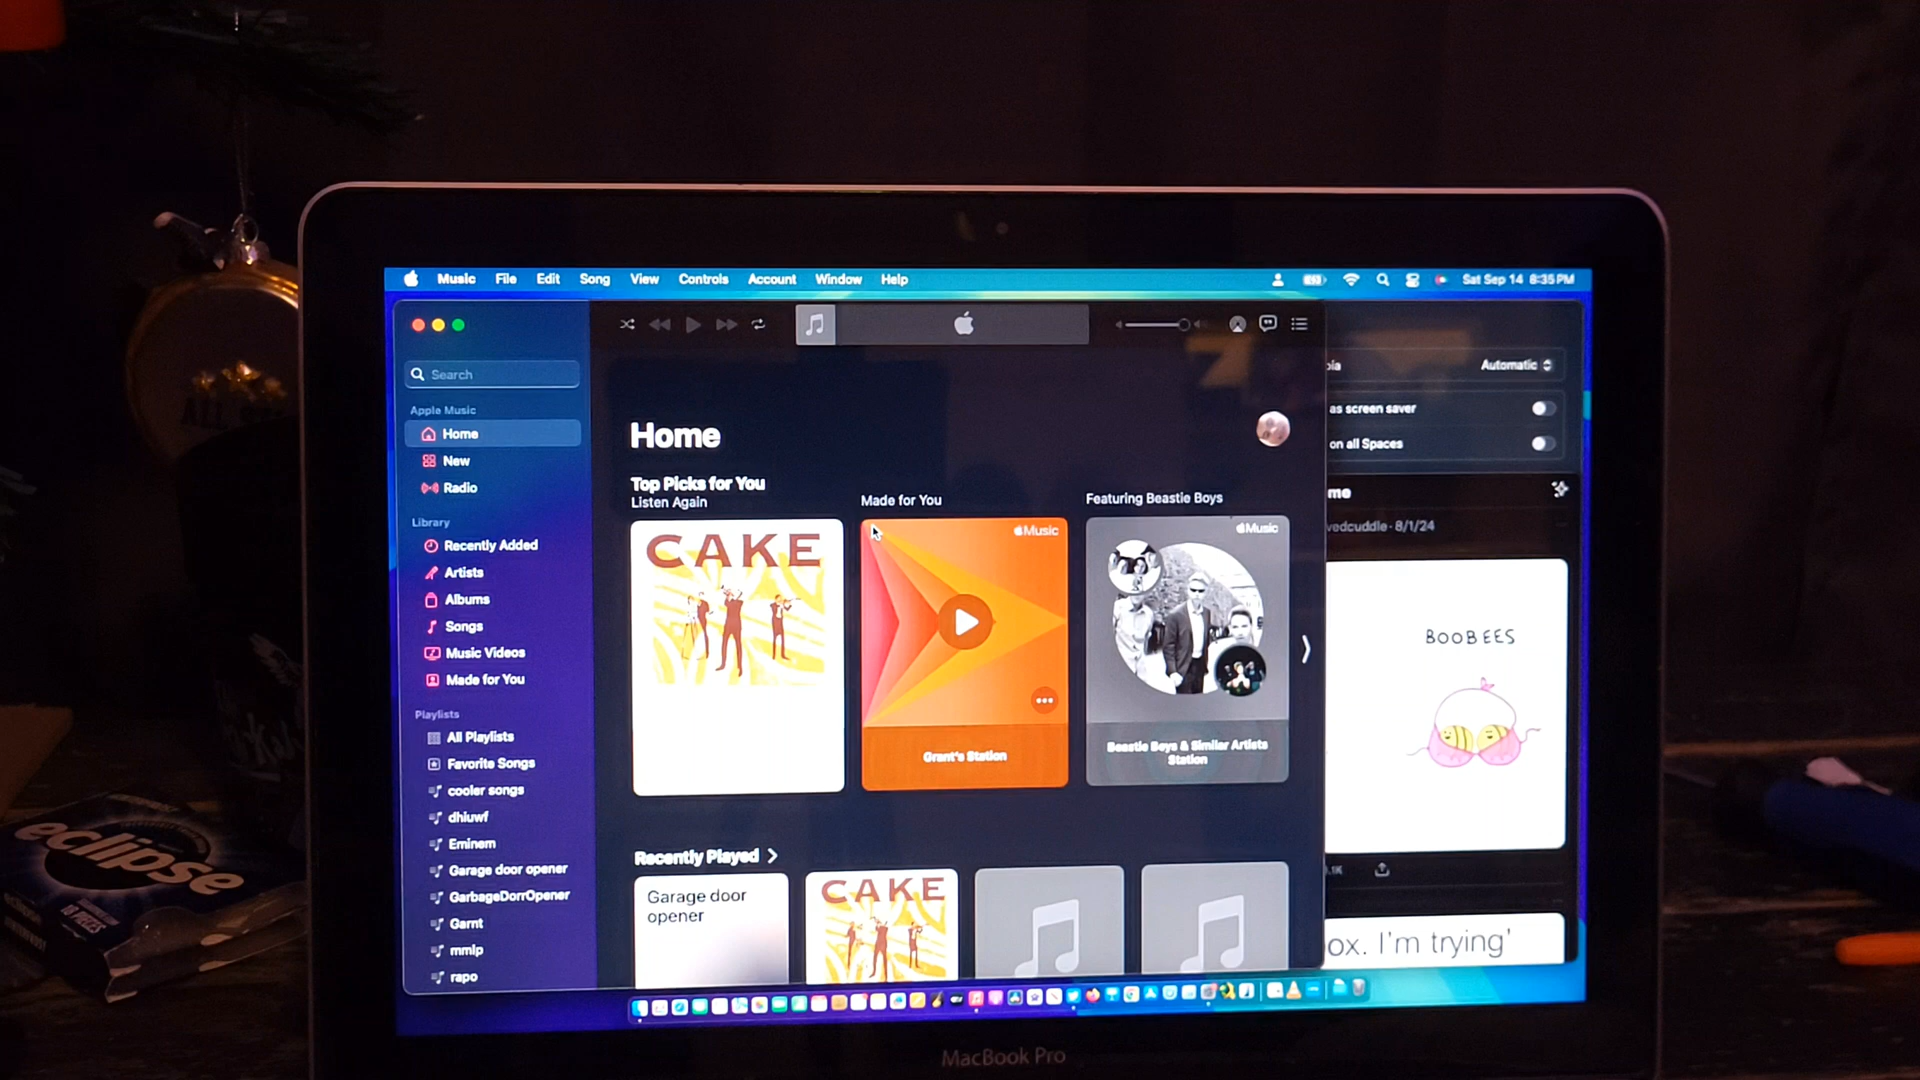 Music File Edit Song View Controls Account Window Help
Sat Sep 14 8:35 PM
Search
Apple Music
Home
New
Radio
Library
Recently Added
Artists
Albums
Songs
Music Videos
Made for You
Playlists
All Playlists
Favorite Songs
cooler songs
dhiuwf
Eminem
Garage door opener
GarbageDorrOpener
Garnt
mmlp
rapo
Home
Top Picks for You
Listen Again
Made for You
Featuring Beastie Boys
CAKE
Music
Grant's Station
Music
Beastie Boys & Similar Artists
Station
Recently Played
Garage door
opener
CAKE
Automatic
as screen saver
on all Spaces
me
vedcuddle · 8/1/24
BOOBEES
ox. I'm trying'
MacBook Pro
eclipse
ALL